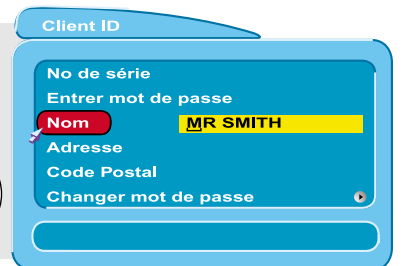 Client ID
No de série
Entrer mot de passe
Nom MR SMITH
Adresse
Code Postal
Changer mot de passe